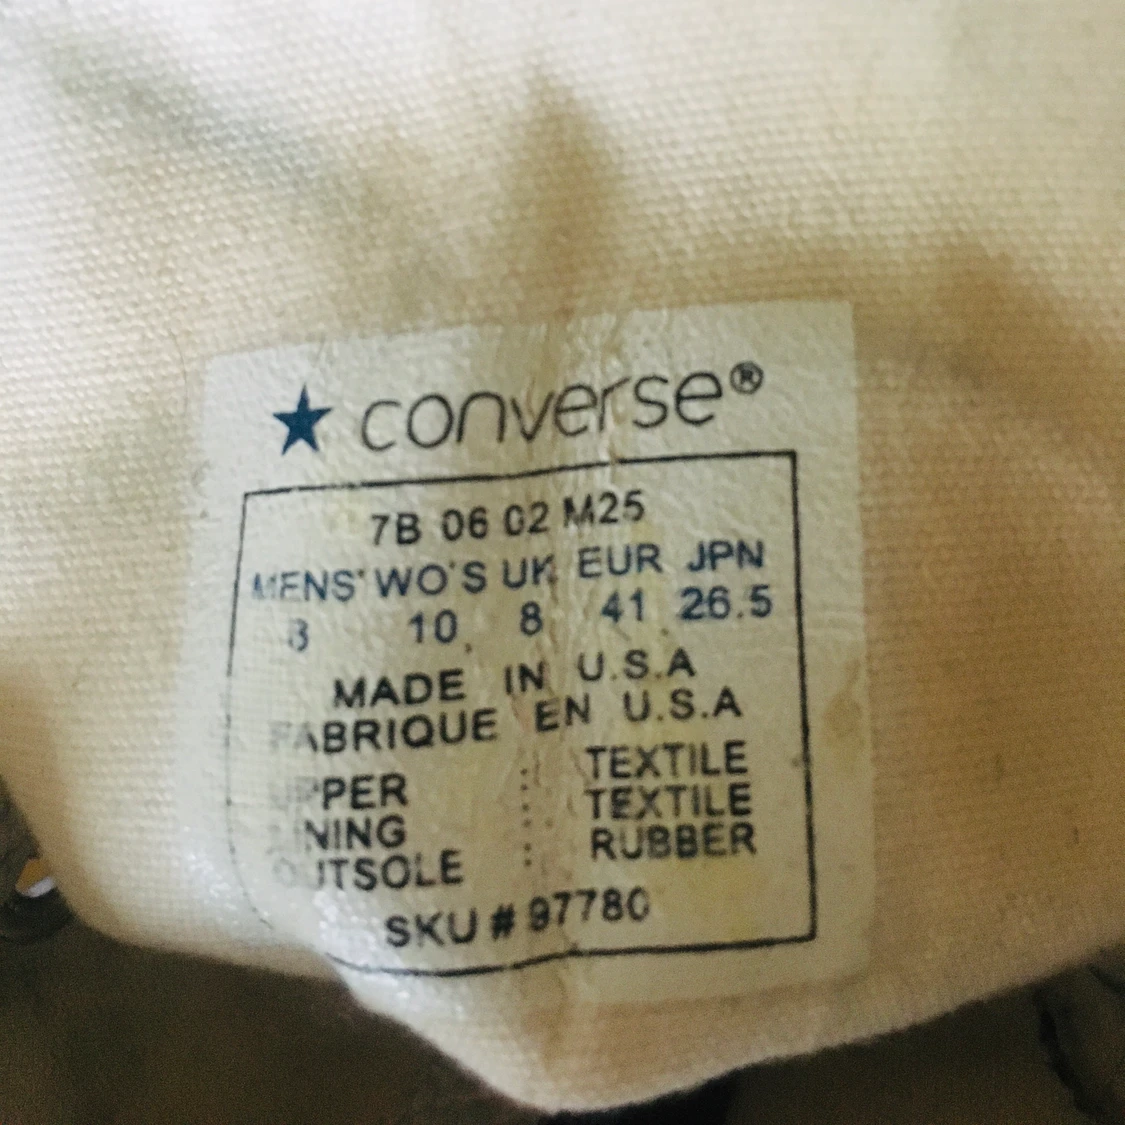 ★ converse®
7B 06 02 M25
MENS' WO'S UK EUR JPN
8 10 8 41 26.5
MADE IN U.S.A
FABRIQUE EN U.S.A
UPPER : TEXTILE
LINING : TEXTILE
OUTSOLE : RUBBER
SKU # 97780